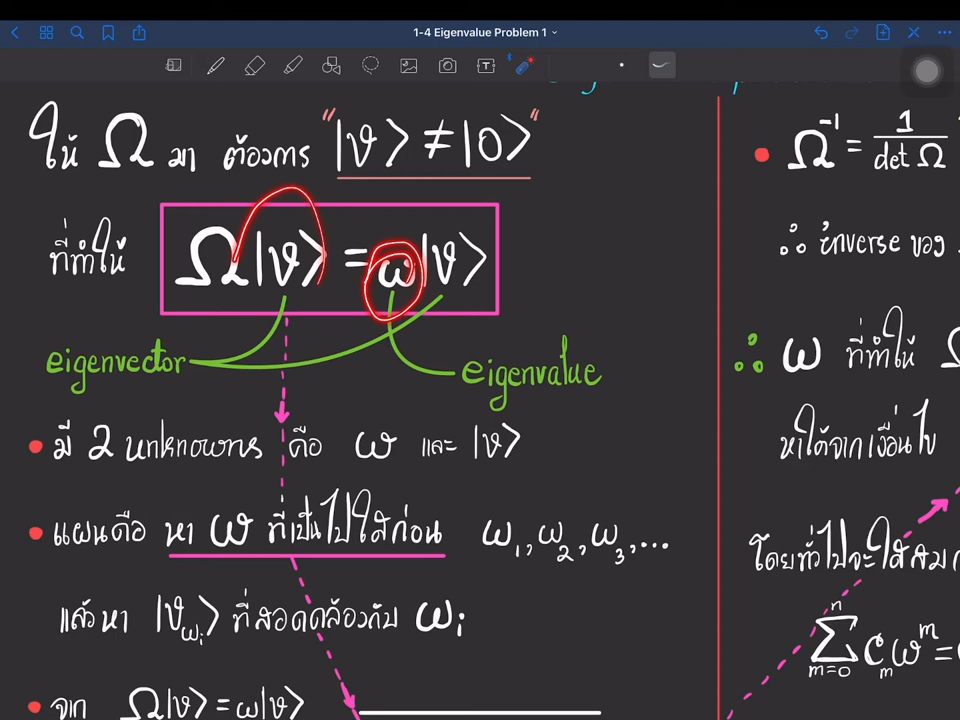 1-4 Eigenvalue Problem 1
ให้ Ω มา ต้องการ "|v⟩ ≠ |0⟩"
ที่ทำให้ Ω|v⟩ = ω|v⟩
eigenvector
eigenvalue
• มี 2 unknowns คือ ω และ |v⟩
• แผนคือ หา ω ที่เป็นไปได้ก่อน ω₁, ω₂, ω₃, ...
แล้วหา |v_ωᵢ⟩ ที่สอดคล้องกับ ωᵢ
• จาก Ω|v⟩ = ω|v⟩
• Ω⁻¹ = 1/det Ω
∴ inverse ของ
∴ ω ที่ทำให้ Ω
หาได้จากเงื่อนไข
โดยทั่วไปจะได้สม
∑ₘ₌₀ⁿ Cₘωᵐ =